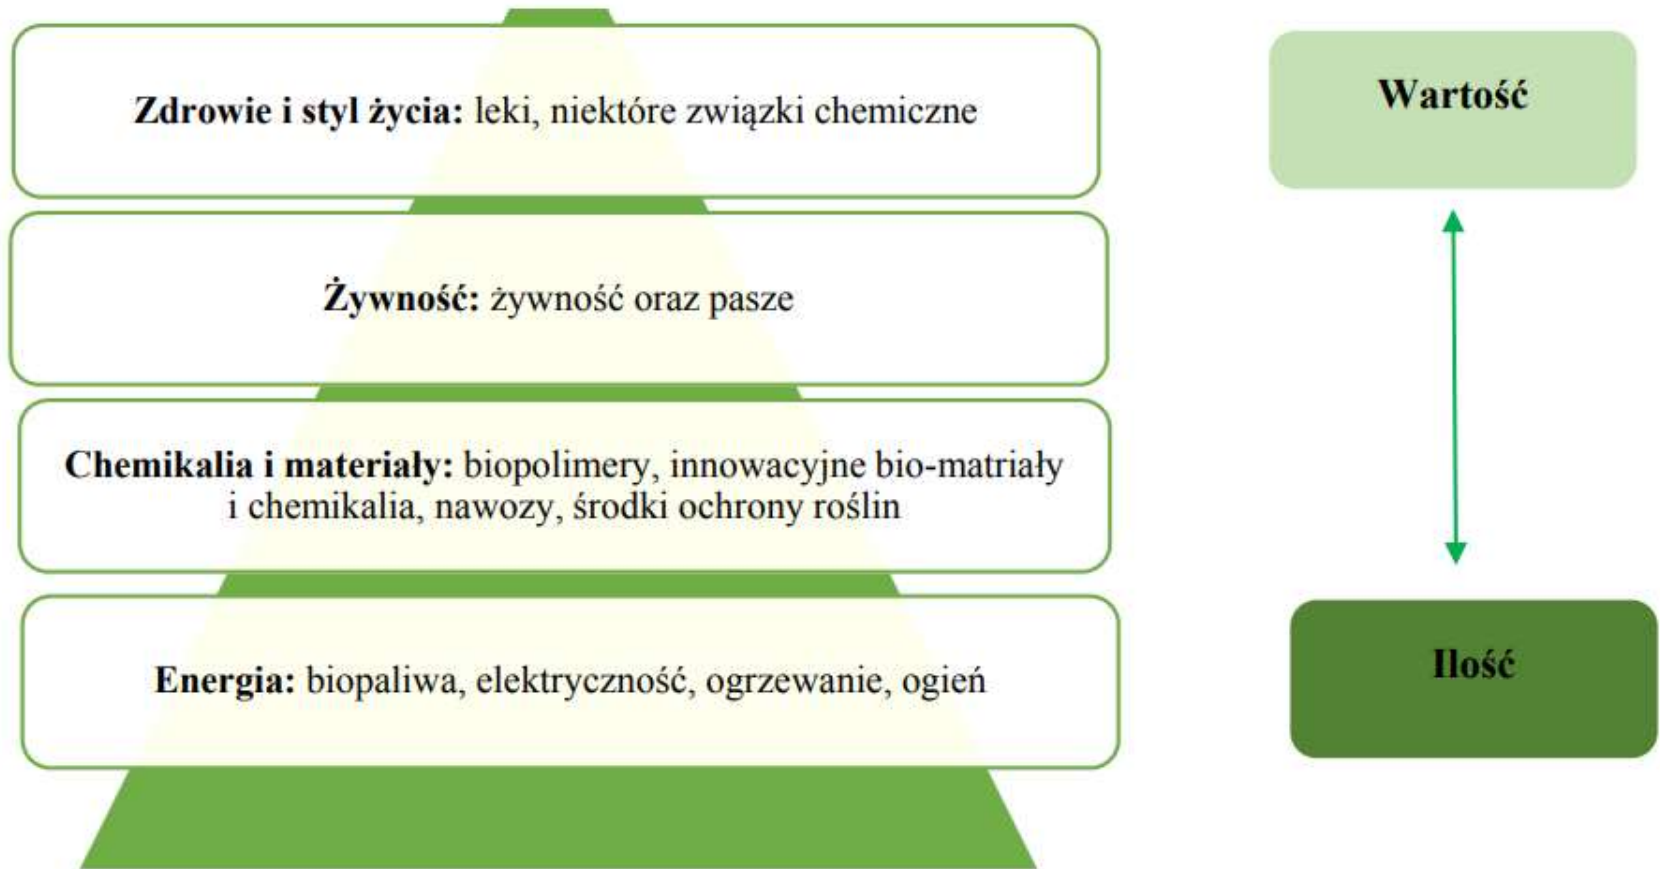 Zdrowie i styl życia: leki, niektóre związki chemiczne
Żywność: żywność oraz pasze
Chemikalia i materiały: biopolimery, innowacyjne bio-matriały
i chemikalia, nawozy, środki ochrony roślin
Energia: biopaliwa, elektryczność, ogrzewanie, ogień
Wartość
Ilość